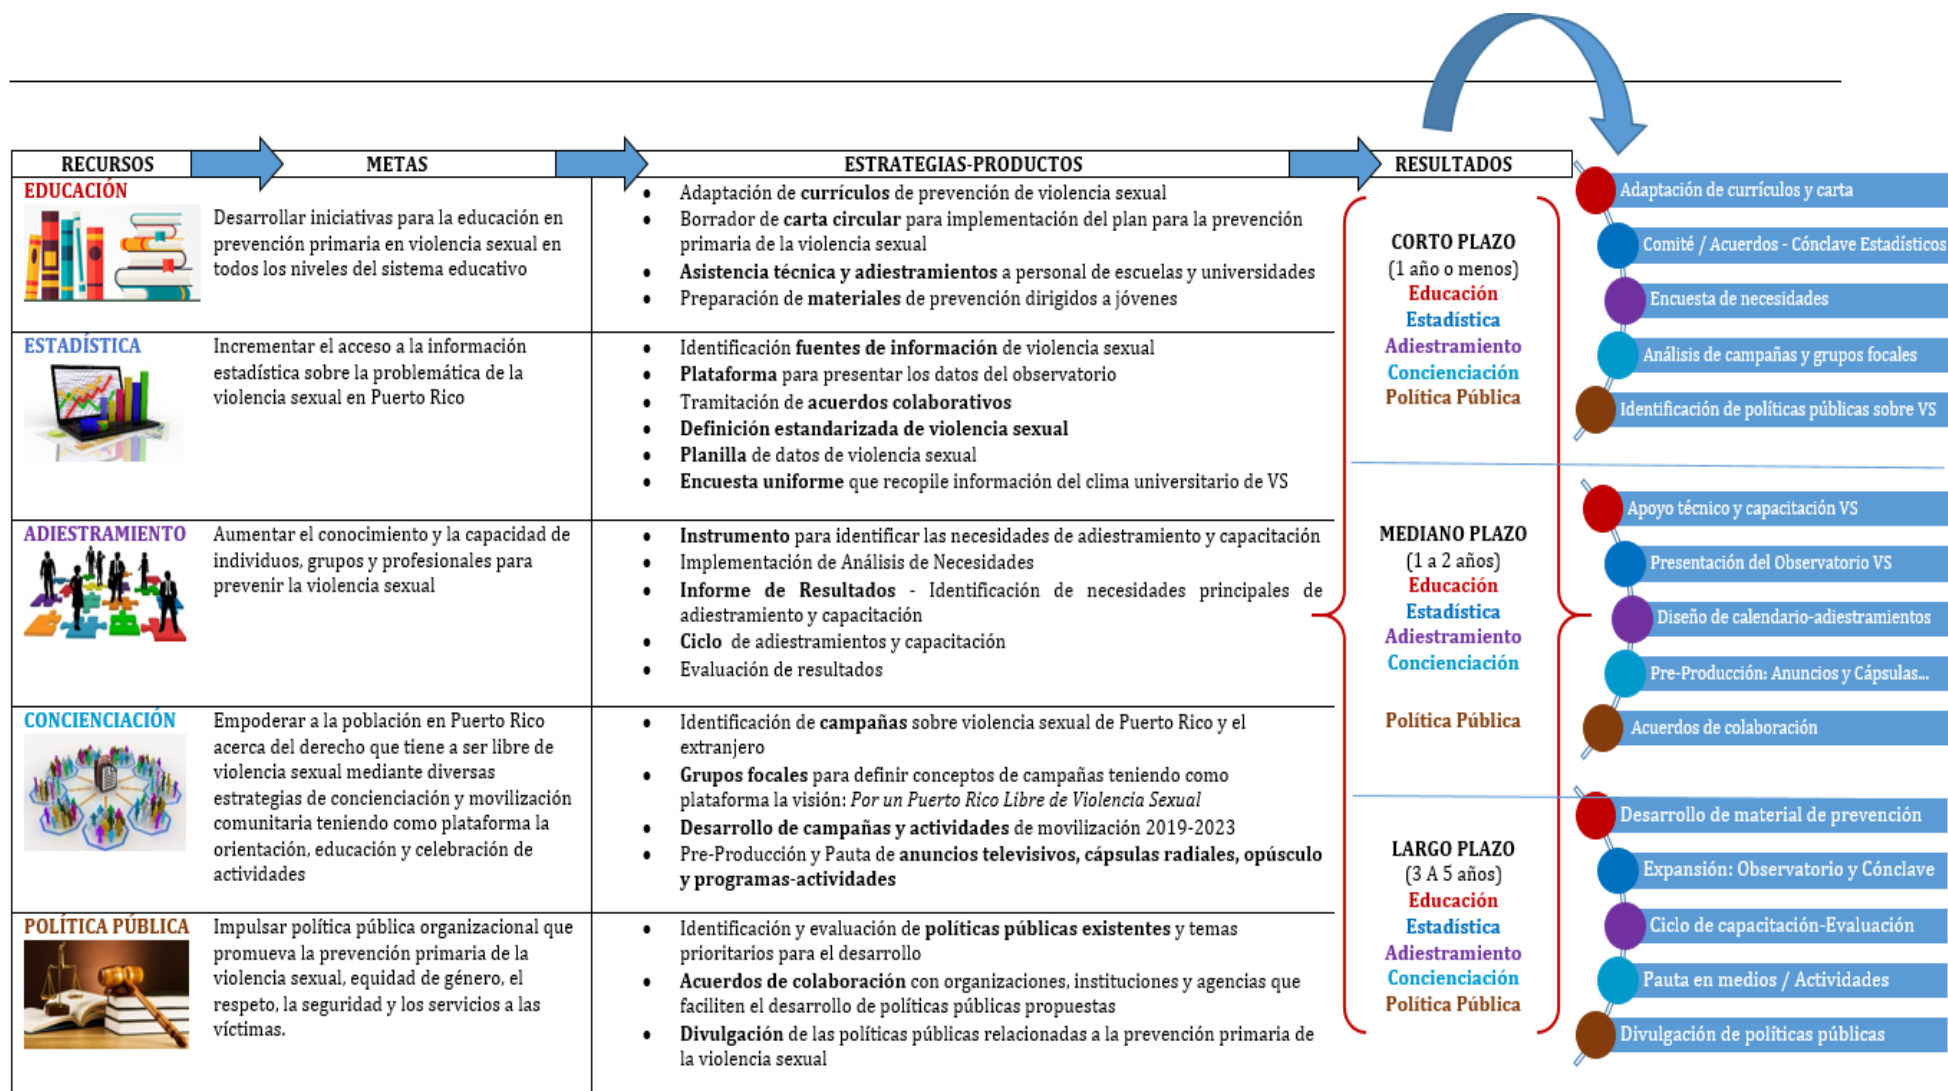 RECURSOS
METAS
ESTRATEGIAS-PRODUCTOS
RESULTADOS
EDUCACIÓN
Desarrollar iniciativas para la educación en
prevención primaria en violencia sexual en
todos los niveles del sistema educativo
• Adaptación de currículos de prevención de violencia sexual
• Borrador de carta circular para implementación del plan para la prevención
primaria de la violencia sexual
• Asistencia técnica y adiestramientos a personal de escuelas y universidades
• Preparación de materiales de prevención dirigidos a jóvenes
ESTADÍSTICA
Incrementar el acceso a la información
estadística sobre la problemática de la
violencia sexual en Puerto Rico
• Identificación fuentes de información de violencia sexual
• Plataforma para presentar los datos del observatorio
• Tramitación de acuerdos colaborativos
• Definición estandarizada de violencia sexual
• Planilla de datos de violencia sexual
• Encuesta uniforme que recopile información del clima universitario de VS
ADIESTRAMIENTO
Aumentar el conocimiento y la capacidad de
individuos, grupos y profesionales para
prevenir la violencia sexual
• Instrumento para identificar las necesidades de adiestramiento y capacitación
• Implementación de Análisis de Necesidades
• Informe de Resultados - Identificación de necesidades principales de
adiestramiento y capacitación
• Ciclo de adiestramientos y capacitación
• Evaluación de resultados
CONCIENCIACIÓN
Empoderar a la población en Puerto Rico
acerca del derecho que tiene a ser libre de
violencia sexual mediante diversas
estrategias de concienciación y movilización
comunitaria teniendo como plataforma la
orientación, educación y celebración de
actividades
• Identificación de campañas sobre violencia sexual de Puerto Rico y el
extranjero
• Grupos focales para definir conceptos de campañas teniendo como
plataforma la visión: Por un Puerto Rico Libre de Violencia Sexual
• Desarrollo de campañas y actividades de movilización 2019-2023
• Pre-Producción y Pauta de anuncios televisivos, cápsulas radiales, opúsculo
y programas-actividades
POLÍTICA PÚBLICA
Impulsar política pública organizacional que
promueva la prevención primaria de la
violencia sexual, equidad de género, el
respeto, la seguridad y los servicios a las
víctimas.
• Identificación y evaluación de políticas públicas existentes y temas
prioritarios para el desarrollo
• Acuerdos de colaboración con organizaciones, instituciones y agencias que
faciliten el desarrollo de políticas públicas propuestas
• Divulgación de las políticas públicas relacionadas a la prevención primaria de
la violencia sexual
CORTO PLAZO
(1 año o menos)
Educación
Estadística
Adiestramiento
Concienciación
Política Pública
MEDIANO PLAZO
(1 a 2 años)
Educación
Estadística
Adiestramiento
Concienciación
Política Pública
LARGO PLAZO
(3 A 5 años)
Educación
Estadística
Adiestramiento
Concienciación
Política Pública
Adaptación de currículos y carta
Comité / Acuerdos - Cónclave Estadísticos
Encuesta de necesidades
Análisis de campañas y grupos focales
Identificación de políticas públicas sobre VS
Apoyo técnico y capacitación VS
Presentación del Observatorio VS
Diseño de calendario-adiestramientos
Pre-Producción: Anuncios y Cápsulas...
Acuerdos de colaboración
Desarrollo de material de prevención
Expansión: Observatorio y Cónclave
Ciclo de capacitación-Evaluación
Pauta en medios / Actividades
Divulgación de políticas públicas